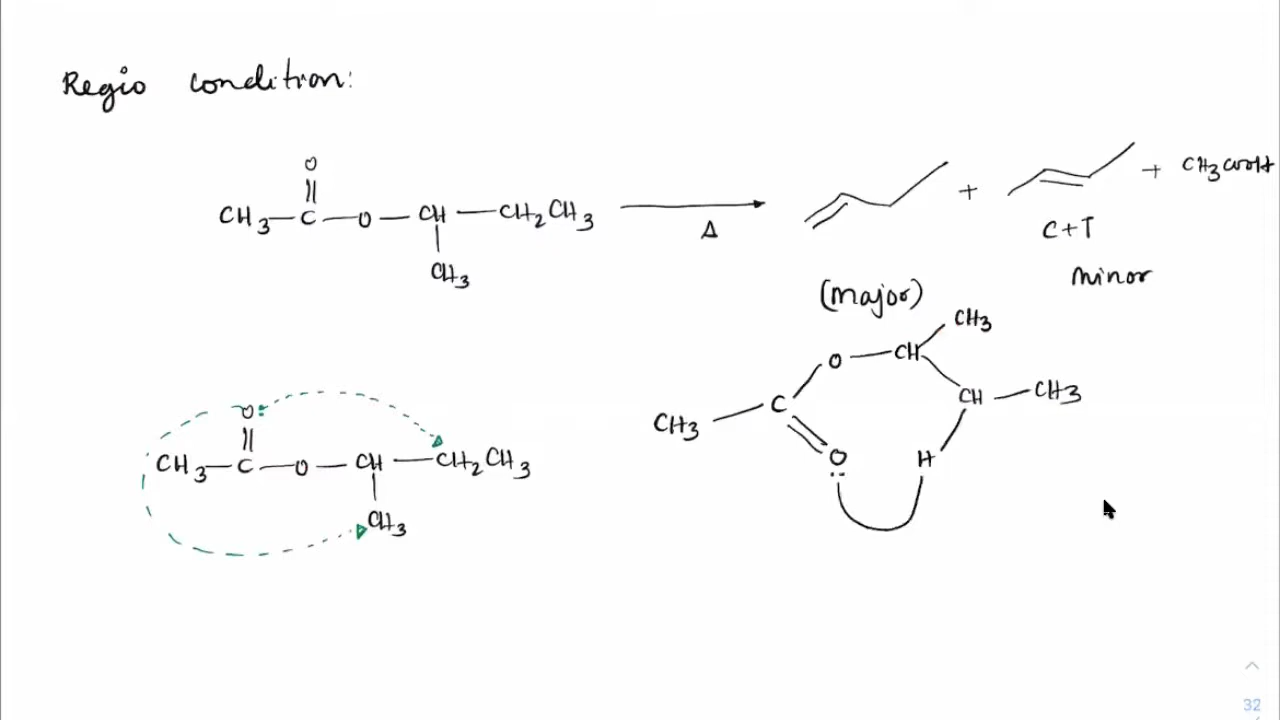 Regio condition:
O
||
CH3—C—O—CH—CH2CH3 ⟶ + + CH3COOH
Δ
CH3
C+T
minor
(major)
CH3
O—CH
CH—CH3
CH3—C
O
H
O:
||
CH3—C—O—CH—CH2CH3
CH3
32